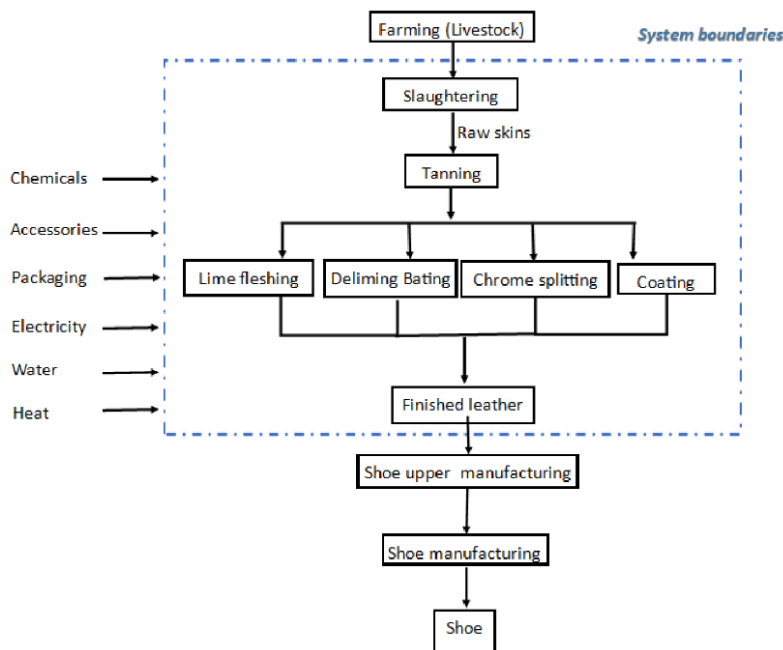 Farming (Livestock)
System boundaries
Slaughtering
Raw skins
Tanning
Chemicals
Accessories
Packaging
Electricity
Water
Heat
Lime fleshing
Deliming Bating
Chrome splitting
Coating
Finished leather
Shoe upper manufacturing
Shoe manufacturing
Shoe